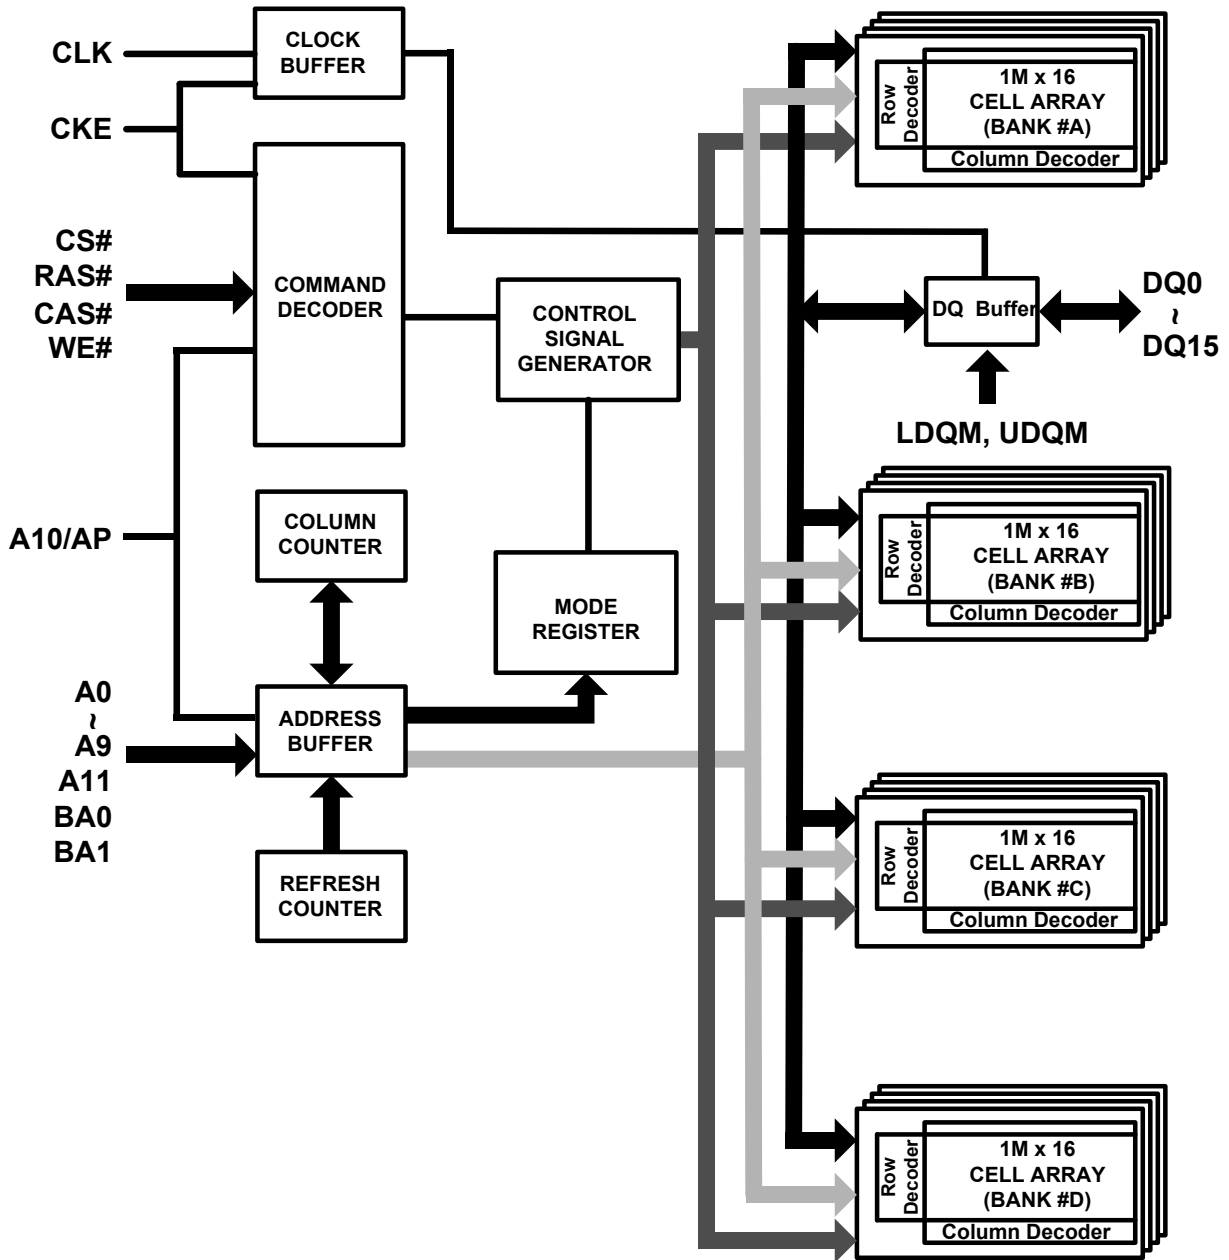 CLK
CKE
CLOCK
BUFFER
CS#
RAS#
CAS#
WE#
COMMAND
DECODER
CONTROL
SIGNAL
GENERATOR
A10/AP
COLUMN
COUNTER
MODE
REGISTER
A0
~
A9
A11
BA0
BA1
ADDRESS
BUFFER
REFRESH
COUNTER
Row
Decoder
1M x 16
CELL ARRAY
(BANK #A)
Column Decoder
DQ Buffer
DQ0
~
DQ15
LDQM, UDQM
Row
Decoder
1M x 16
CELL ARRAY
(BANK #B)
Column Decoder
Row
Decoder
1M x 16
CELL ARRAY
(BANK #C)
Column Decoder
Row
Decoder
1M x 16
CELL ARRAY
(BANK #D)
Column Decoder